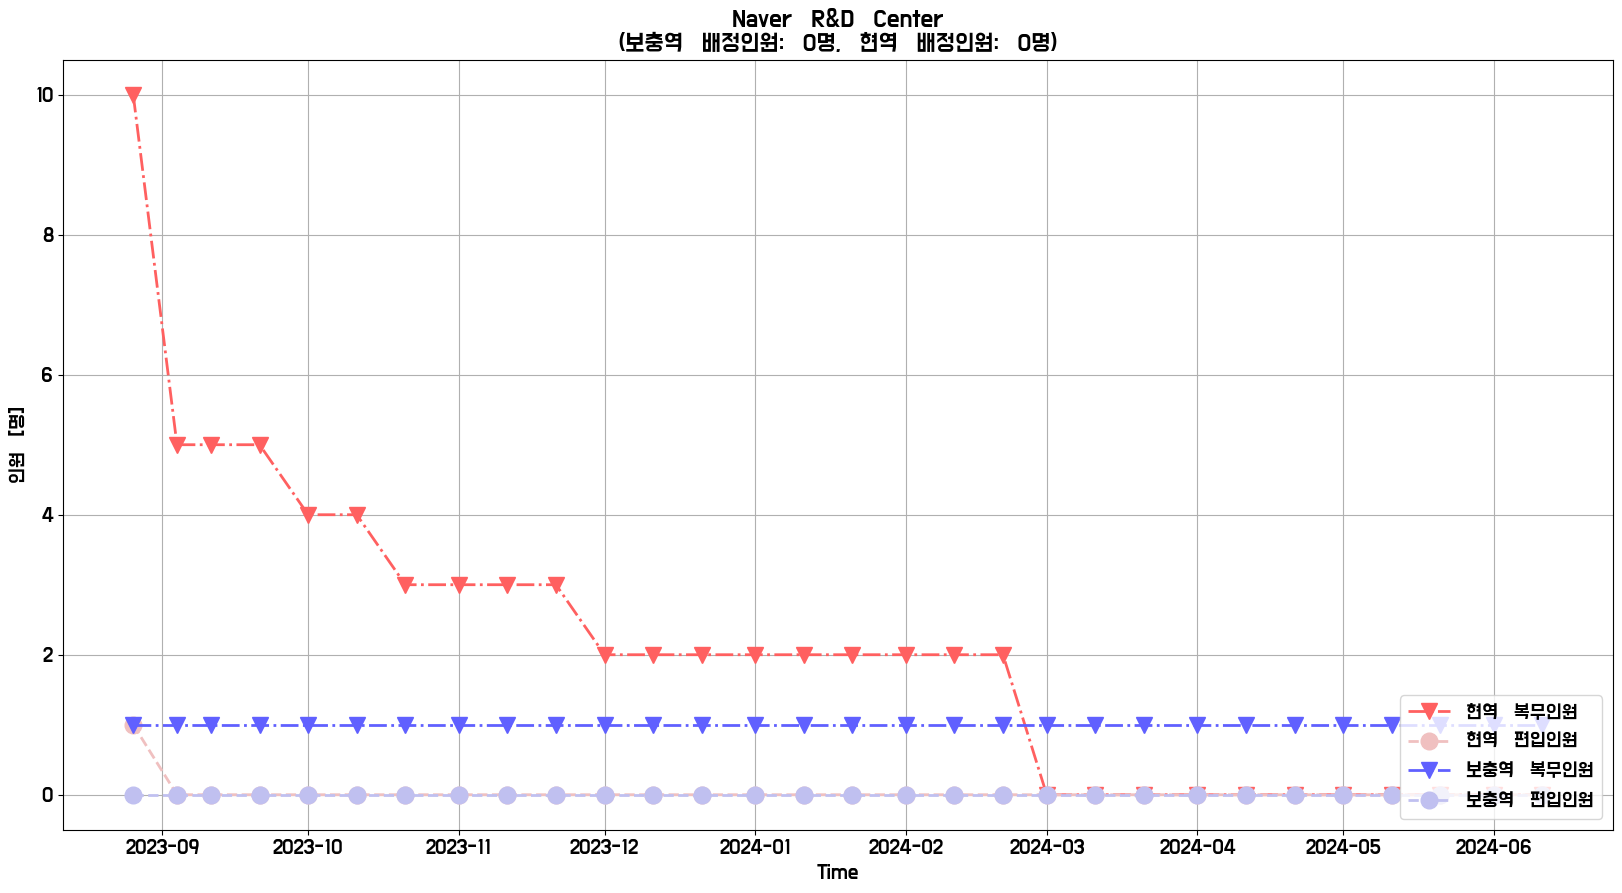 Naver R&D Center
(보충역 배정인원: 0명, 현역 배정인원: 0명)
10
8
6
4
2
0
인원 [명]
2023-09 2023-10 2023-11 2023-12 2024-01 2024-02 2024-03 2024-04 2024-05 2024-06
Time
현역 복무인원
현역 편입인원
보충역 복무인원
보충역 편입인원